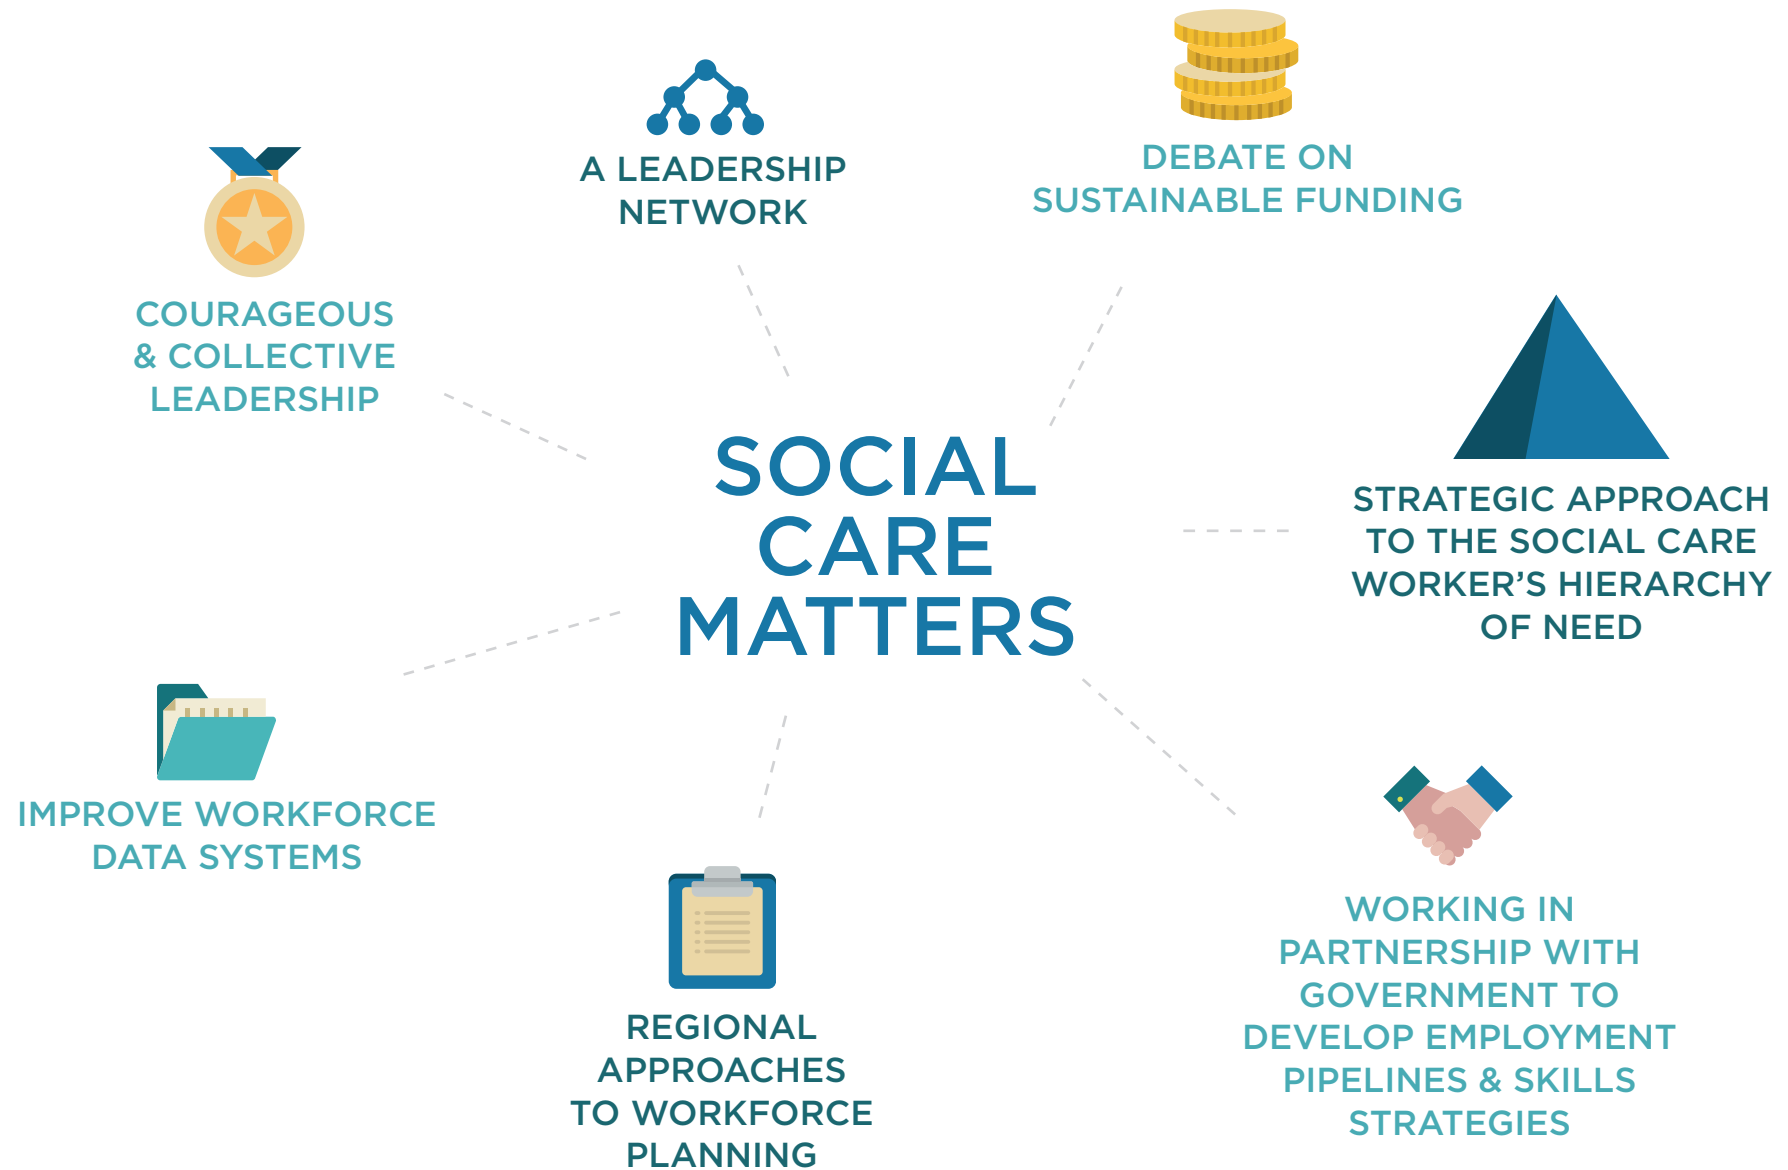 A LEADERSHIP
NETWORK
DEBATE ON
SUSTAINABLE FUNDING
COURAGEOUS
& COLLECTIVE
LEADERSHIP
SOCIAL
CARE
MATTERS
STRATEGIC APPROACH
TO THE SOCIAL CARE
WORKER’S HIERARCHY
OF NEED
IMPROVE WORKFORCE
DATA SYSTEMS
REGIONAL
APPROACHES
TO WORKFORCE
PLANNING
WORKING IN
PARTNERSHIP WITH
GOVERNMENT TO
DEVELOP EMPLOYMENT
PIPELINES & SKILLS
STRATEGIES